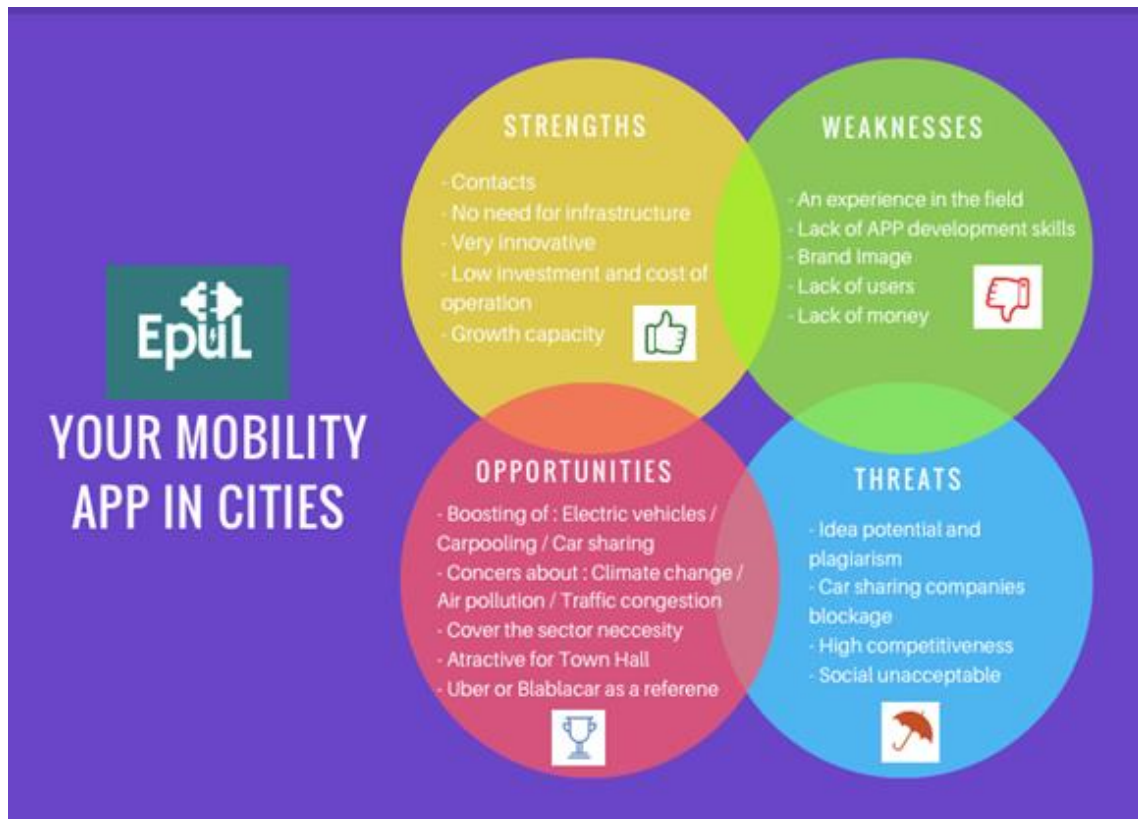 EpuL
YOUR MOBILITY
APP IN CITIES
STRENGTHS
- Contacts
- No need for infrastructure
- Very innovative
- Low investment and cost of
operation
- Growth capacity
WEAKNESSES
- An experience in the field
- Lack of APP development skills
- Brand Image
- Lack of users
- Lack of money
OPPORTUNITIES
- Boosting of : Electric vehicles /
Carpooling / Car sharing
- Concers about : Climate change /
Air pollution / Traffic congestion
- Cover the sector neccesity
- Atractive for Town Hall
- Uber or Blablacar as a referene
THREATS
- Idea potential and
plagiarism
- Car sharing companies
blockage
- High competitiveness
- Social unacceptable